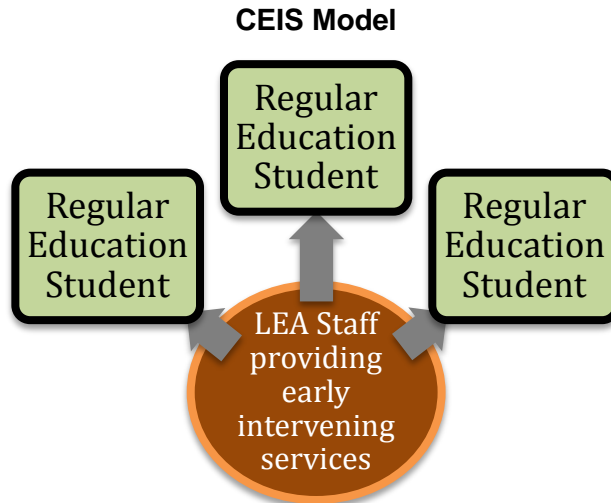 CEIS Model
Regular
Education
Student
Regular
Education
Student
Regular
Education
Student
LEA Staff
providing
early
intervening
services